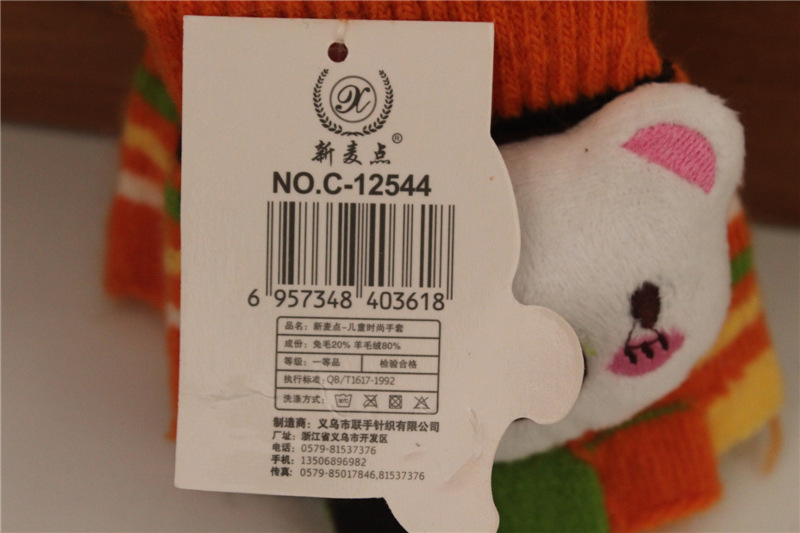 新麦点®
NO.C-12544
6 957348 403618
品名：新麦点-儿童时尚手套
成份：兔毛20% 羊毛绒80%
等级：一等品 检验合格
执行标准：QB/T1617-1992
洗涤方式：
制造商：义乌市联手针织有限公司
厂址：浙江省义乌市开发区
电话：0579-81537376
手机：13506896982
传真：0579-85017846,81537376